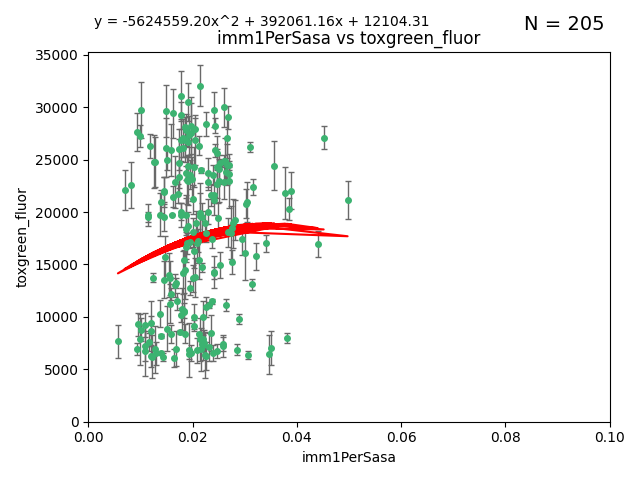 y = -5624559.20x^2 + 392061.16x + 12104.31
N = 205
imm1PerSasa vs toxgreen_fluor
35000
30000
25000
20000
15000
10000
5000
0
toxgreen_fluor
0.00 0.02 0.04 0.06 0.08 0.10
imm1PerSasa